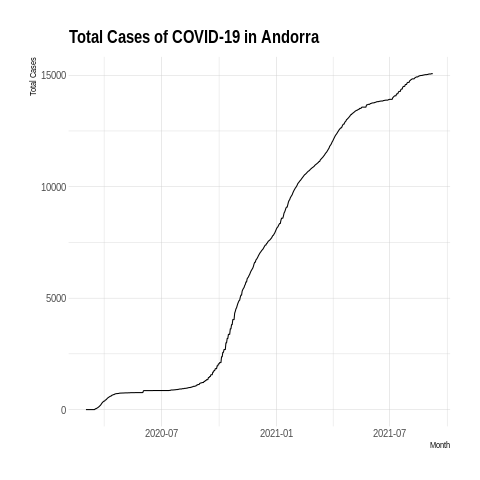 Total Cases of COVID-19 in Andorra
Total Cases
15000
10000
5000
0
2020-07
2021-01
2021-07
Month